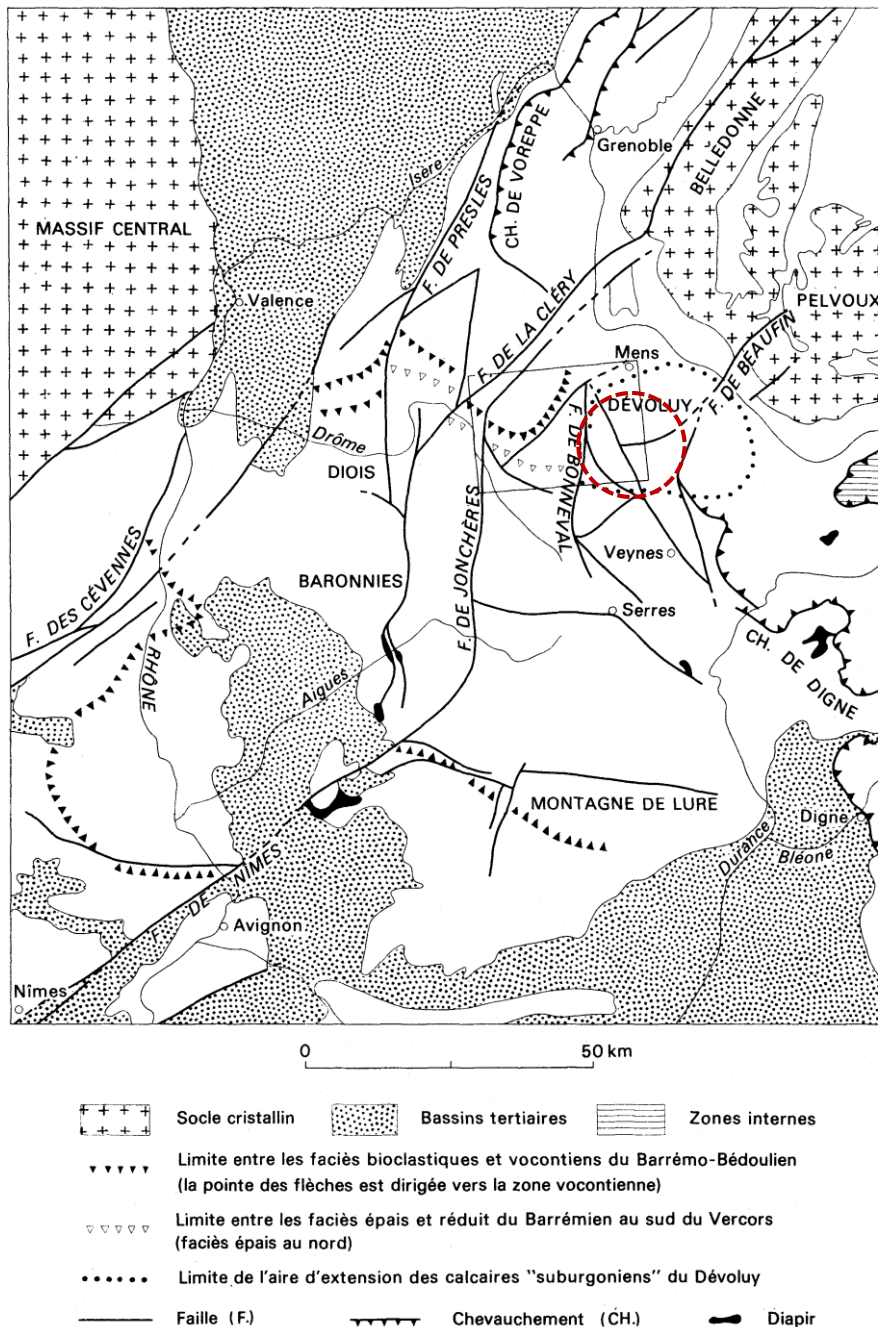 Grenoble
BELLEDONNE
Isère
CH. DE VOREPPE
F. DE PRESLES
MASSIF CENTRAL
Valence
F. DE LA CLÉRY
PELVOUX
Mens
F. DE BEAUFIN
DÉVOLUY
Drôme
F. DE BONNEVAL
DIOIS
F. DE JONCHÈRES
Veynes
BARONNIES
F. DES CÉVENNES
Serres
RHÔNE
CH. DE DIGNE
Aigues
MONTAGNE DE LURE
Digne
Durance
Bléone
F. DE NÎMES
Avignon
Nîmes
0 50 km
Socle cristallin Bassins tertiaires Zones internes
Limite entre les faciès bioclastiques et vocontiens du Barrémo-Bédoulien
(la pointe des flèches est dirigée vers la zone vocontienne)
Limite entre les faciès épais et réduit du Barrémien au sud du Vercors
(faciès épais au nord)
Limite de l'aire d'extension des calcaires "suburgoniens" du Dévoluy
Faille (F.) Chevauchement (CH.) Diapir